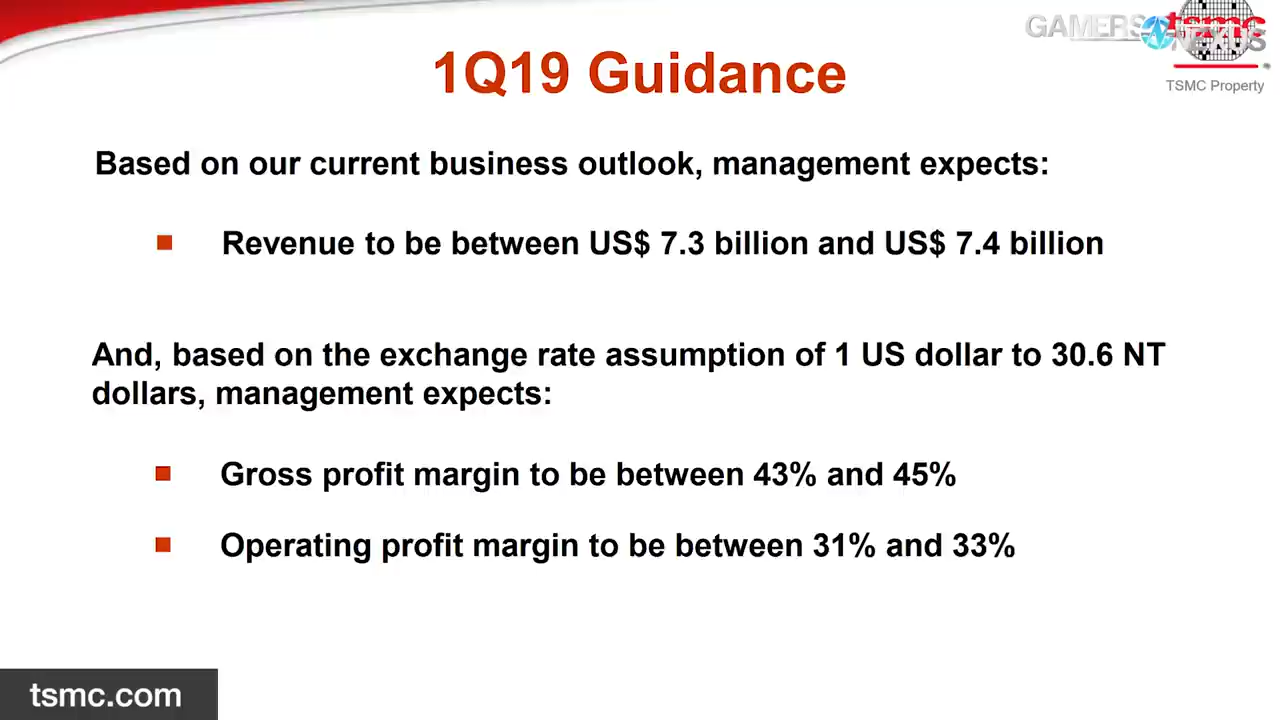 GAMERS NEXUS
tsmc
TSMC Property
1Q19 Guidance
Based on our current business outlook, management expects:
Revenue to be between US$ 7.3 billion and US$ 7.4 billion
And, based on the exchange rate assumption of 1 US dollar to 30.6 NT
dollars, management expects:
Gross profit margin to be between 43% and 45%
Operating profit margin to be between 31% and 33%
tsmc.com